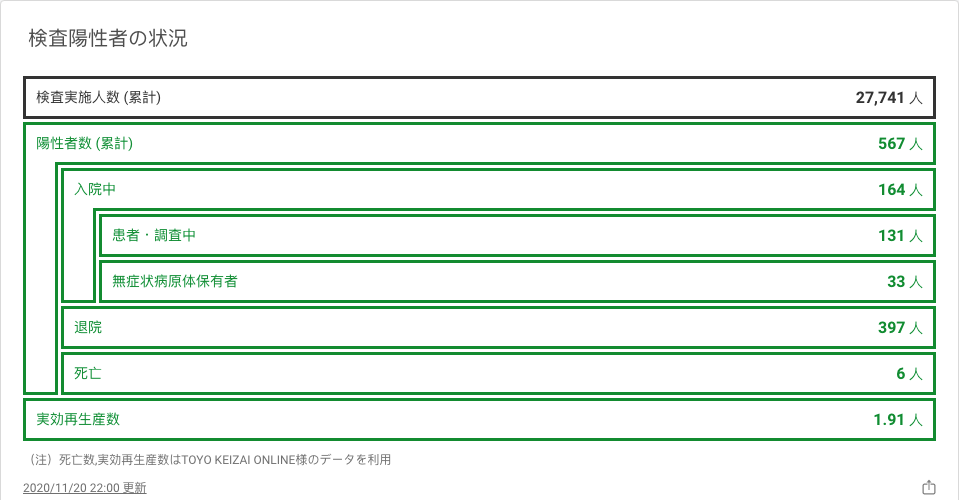 検査陽性者の状況
検査実施人数 (累計) 27,741 人
陽性者数 (累計) 567 人
入院中 164 人
患者・調査中 131 人
無症状病原体保有者 33 人
退院 397 人
死亡 6 人
実効再生産数 1.91 人
（注）死亡数,実効再生産数はTOYO KEIZAI ONLINE様のデータを利用
2020/11/20 22:00 更新